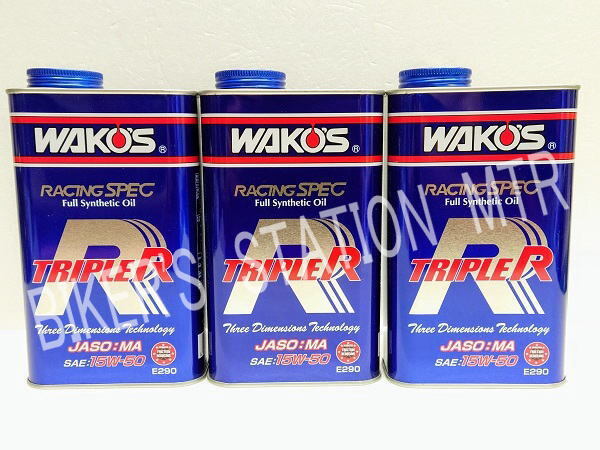 WAKO'S®
RACING SPEC
Full Synthetic Oil
R
TRIPLE R
Three Dimensions Technology
JASO:MA
SAE:15W-50
E290
WAKO'S®
RACING SPEC
Full Synthetic Oil
R
TRIPLE R
Three Dimensions Technology
JASO:MA
SAE:15W-50
E290
WAKO'S®
RACING SPEC
Full Synthetic Oil
R
TRIPLE R
Three Dimensions Technology
JASO:MA
SAE:15W-50
E290
BIKER'S STATION MTR